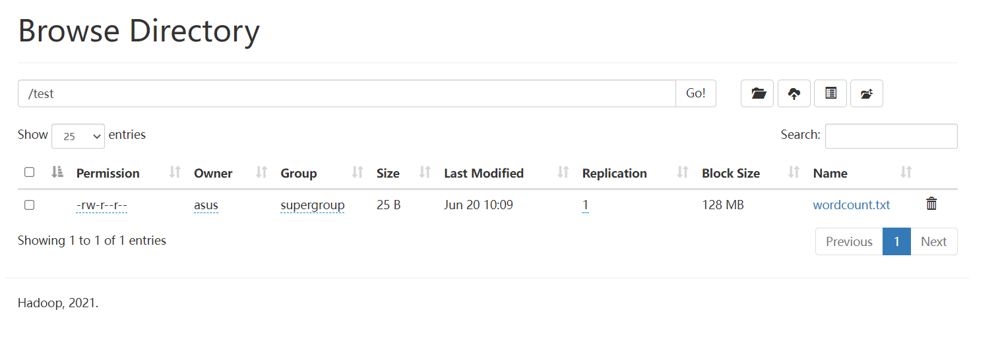 Browse Directory
/test Go!
Show 25 entries Search:
Permission Owner Group Size Last Modified Replication Block Size Name
-rw-r--r-- asus supergroup 25 B Jun 20 10:09 1 128 MB wordcount.txt
Showing 1 to 1 of 1 entries Previous 1 Next
Hadoop, 2021.